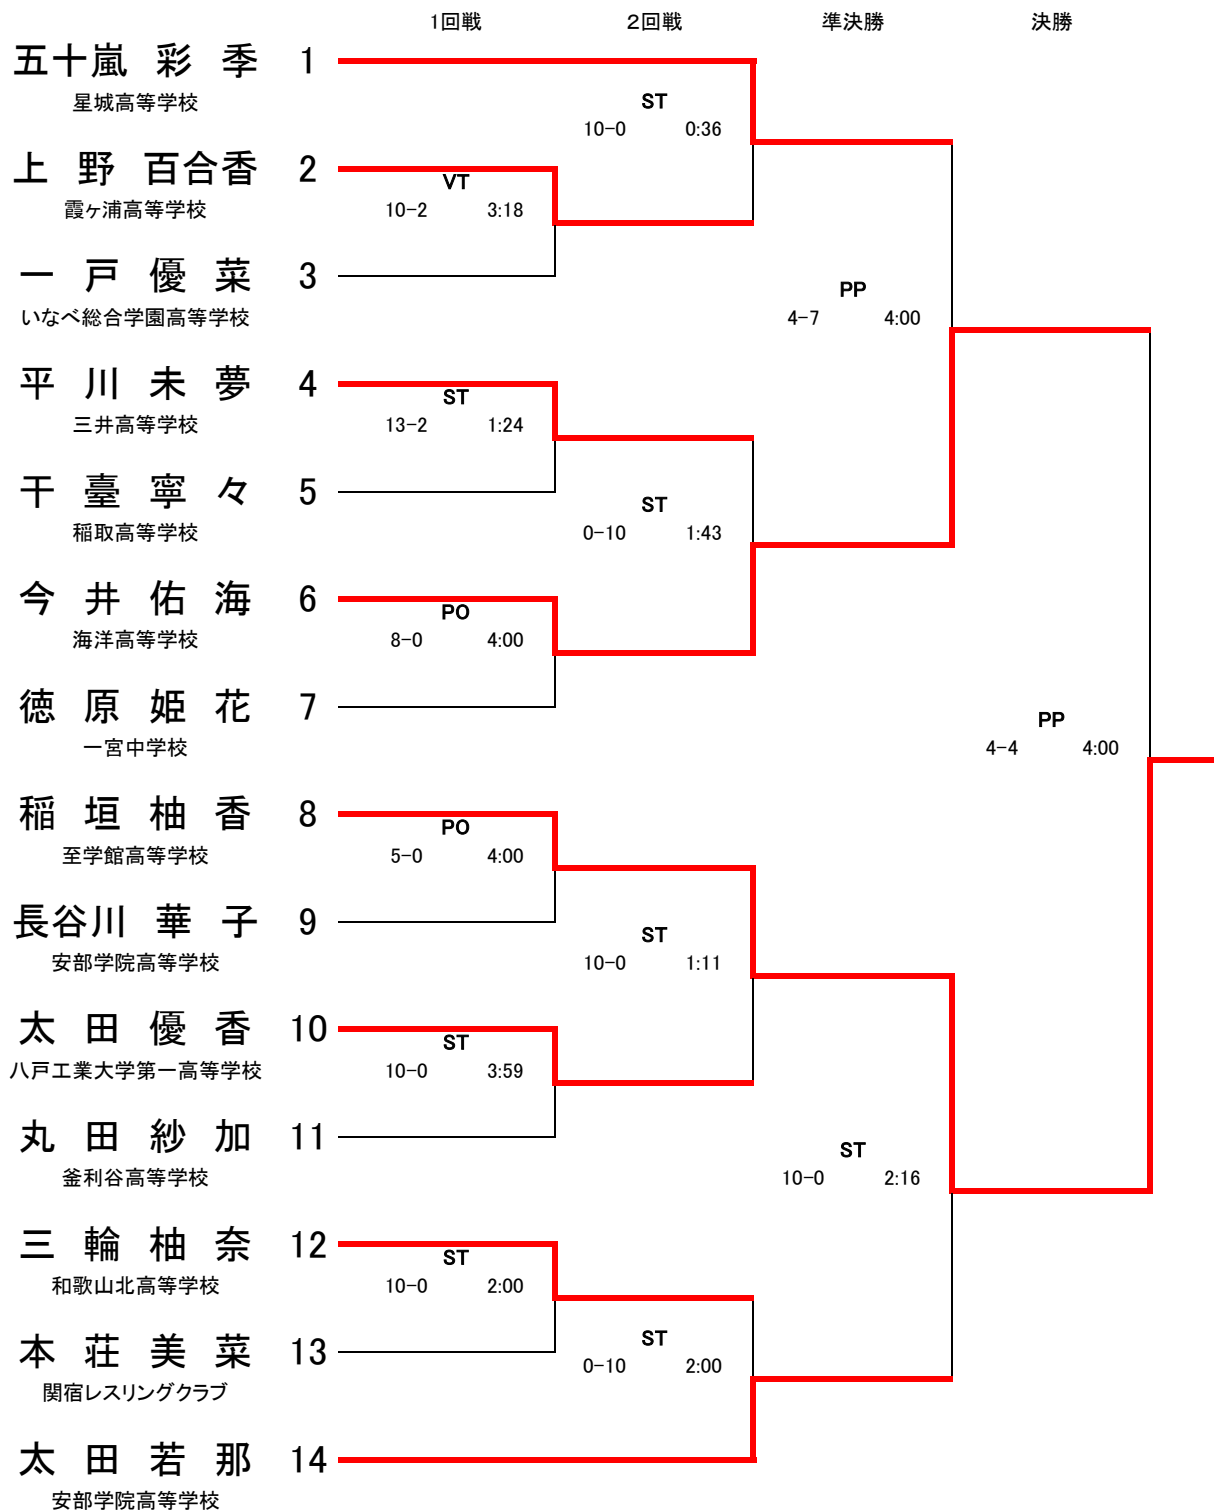 1回戦 2回戦 準決勝 決勝
五十嵐 彩 季 1
星城高等学校
ST
10-0 0:36
上 野 百合香 2
霞ヶ浦高等学校
VT
10-2 3:18
一 戸 優 菜 3
いなべ総合学園高等学校
PP
4-7 4:00
平 川 未 夢 4
三井高等学校
ST
13-2 1:24
干 臺 寧 々 5
稲取高等学校
ST
0-10 1:43
今 井 佑 海 6
海洋高等学校
PO
8-0 4:00
徳 原 姫 花 7
一宮中学校
PP
4-4 4:00
稲 垣 柚 香 8
至学館高等学校
PO
5-0 4:00
長谷川 華 子 9
安部学院高等学校
ST
10-0 1:11
太 田 優 香 10
八戸工業大学第一高等学校
ST
10-0 3:59
丸 田 紗 加 11
釜利谷高等学校
ST
10-0 2:16
三 輪 柚 奈 12
和歌山北高等学校
ST
10-0 2:00
本 荘 美 菜 13
関宿レスリングクラブ
ST
0-10 2:00
太 田 若 那 14
安部学院高等学校